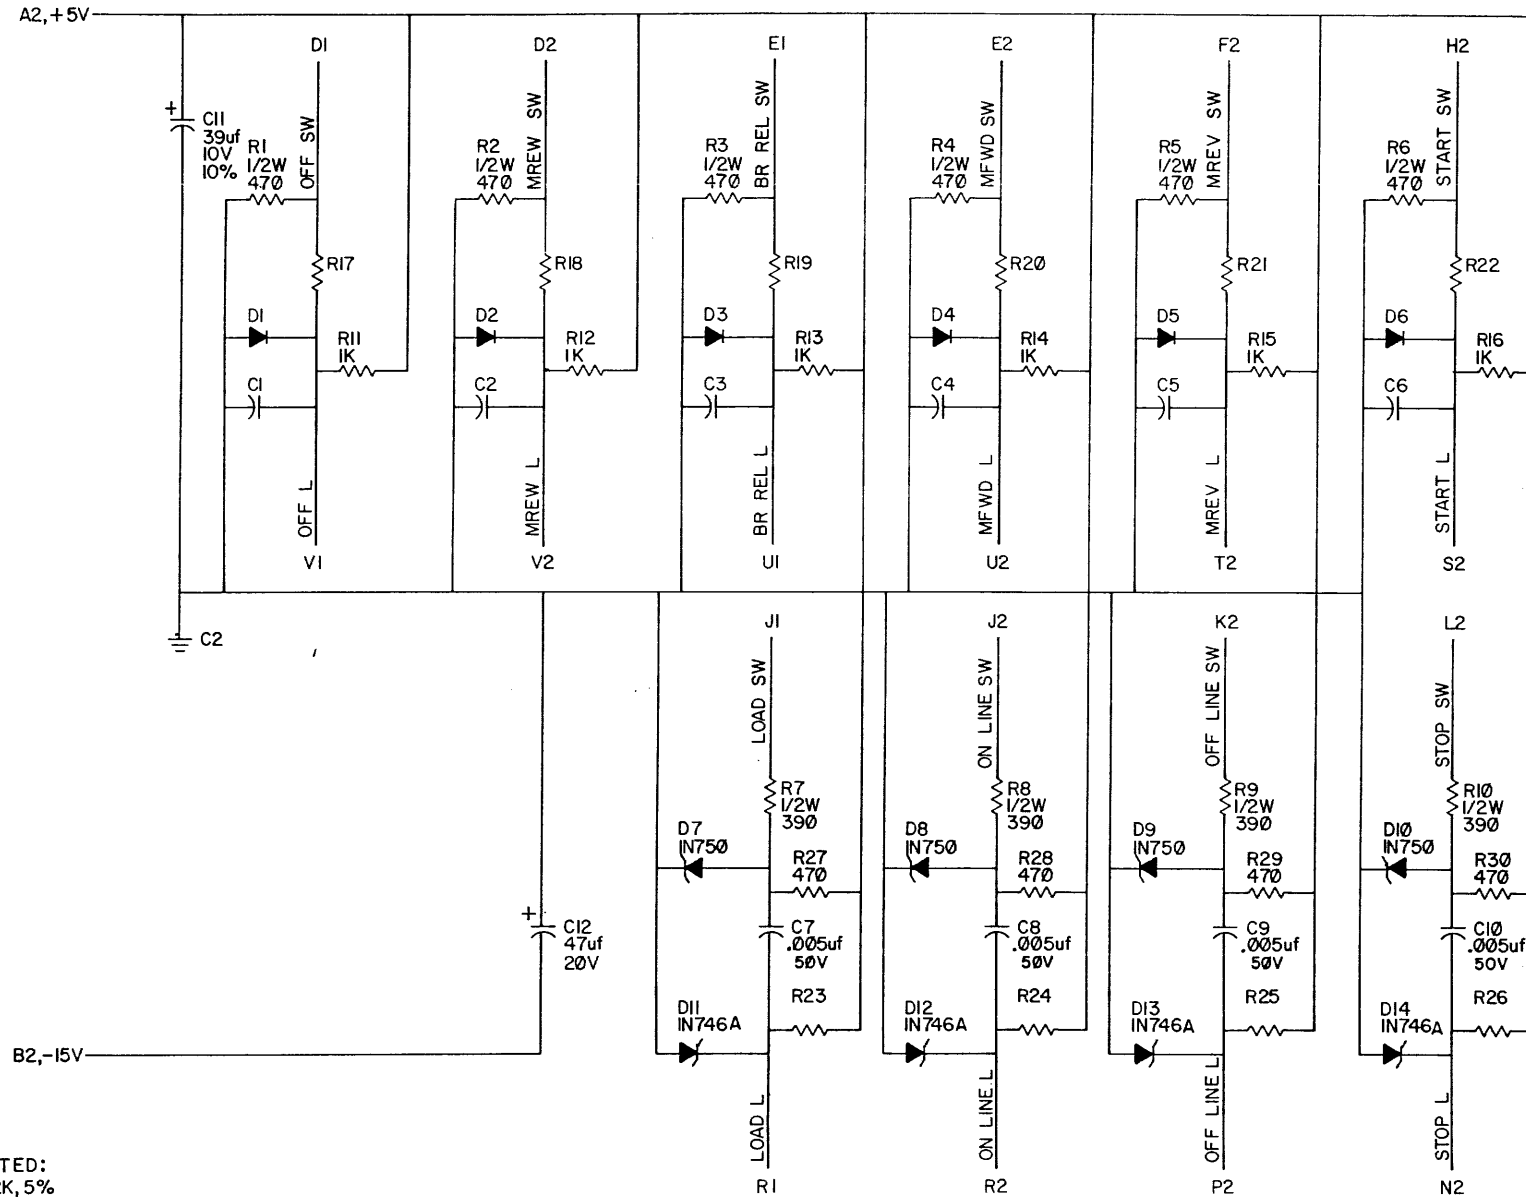 A2,+5V
D1
D2
E1
E2
F2
H2
C11
39uf
10V
10%
R1
1/2W
470
OFF SW
R2
1/2W
470
MREW SW
R3
1/2W
470
BR REL SW
R4
1/2W
470
MFWD SW
R5
1/2W
470
MREV SW
R6
1/2W
470
START SW
R17
R18
R19
R20
R21
R22
D1
D2
D3
D4
D5
D6
R11
1K
R12
1K
R13
1K
R14
1K
R15
1K
R16
1K
C1
C2
C3
C4
C5
C6
OFF L
MREW L
BR REL L
MFWD L
MREV L
START L
V1
V2
U1
U2
T2
S2
C2
J1
J2
K2
L2
LOAD SW
ON LINE SW
OFF LINE SW
STOP SW
R7
1/2W
390
R8
1/2W
390
R9
1/2W
390
R10
1/2W
390
D7
IN750
D8
IN750
D9
IN750
D10
IN750
R27
470
R28
470
R29
470
R30
470
+
C12
47uf
20V
C7
.005uf
50V
C8
.005uf
50V
C9
.005uf
50V
C10
.005uf
50V
R23
R24
R25
R26
D11
IN746A
D12
IN746A
D13
IN746A
D14
IN746A
B2,-15V
LOAD L
ON LINE L
OFF LINE L
STOP L
TED:
K,5%
R1
R2
P2
N2